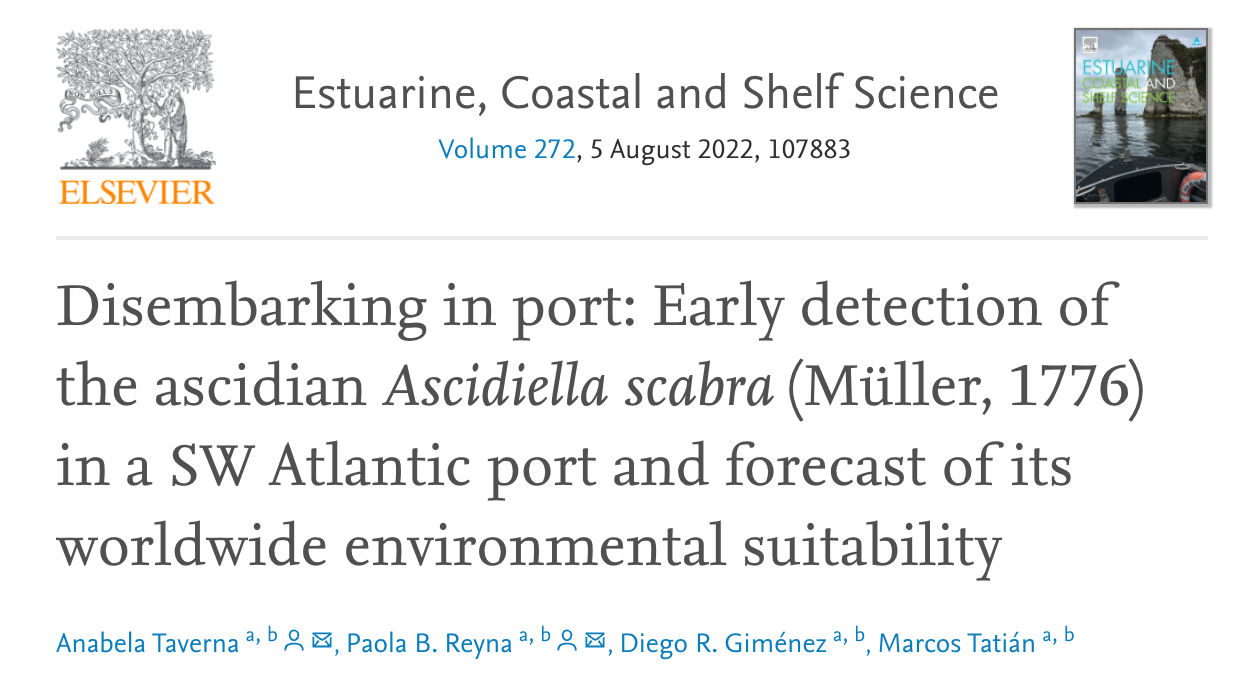 Estuarine, Coastal and Shelf Science
Volume 272, 5 August 2022, 107883
ELSEVIER
ESTUARINE
COASTAL AND
SHELF SCIENCE
Disembarking in port: Early detection of
the ascidian Ascidiella scabra (Müller, 1776)
in a SW Atlantic port and forecast of its
worldwide environmental suitability
Anabela Taverna a, b, Paola B. Reyna a, b, Diego R. Giménez a, b, Marcos Tatián a, b